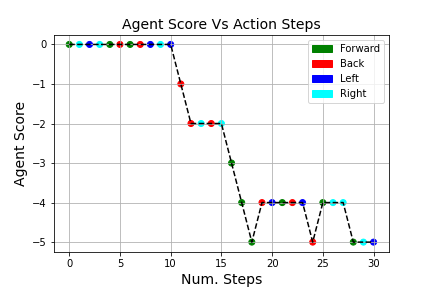 Agent Score Vs Action Steps
Agent Score
0
−1
−2
−3
−4
−5
Forward
Back
Left
Right
0 5 10 15 20 25 30
Num. Steps